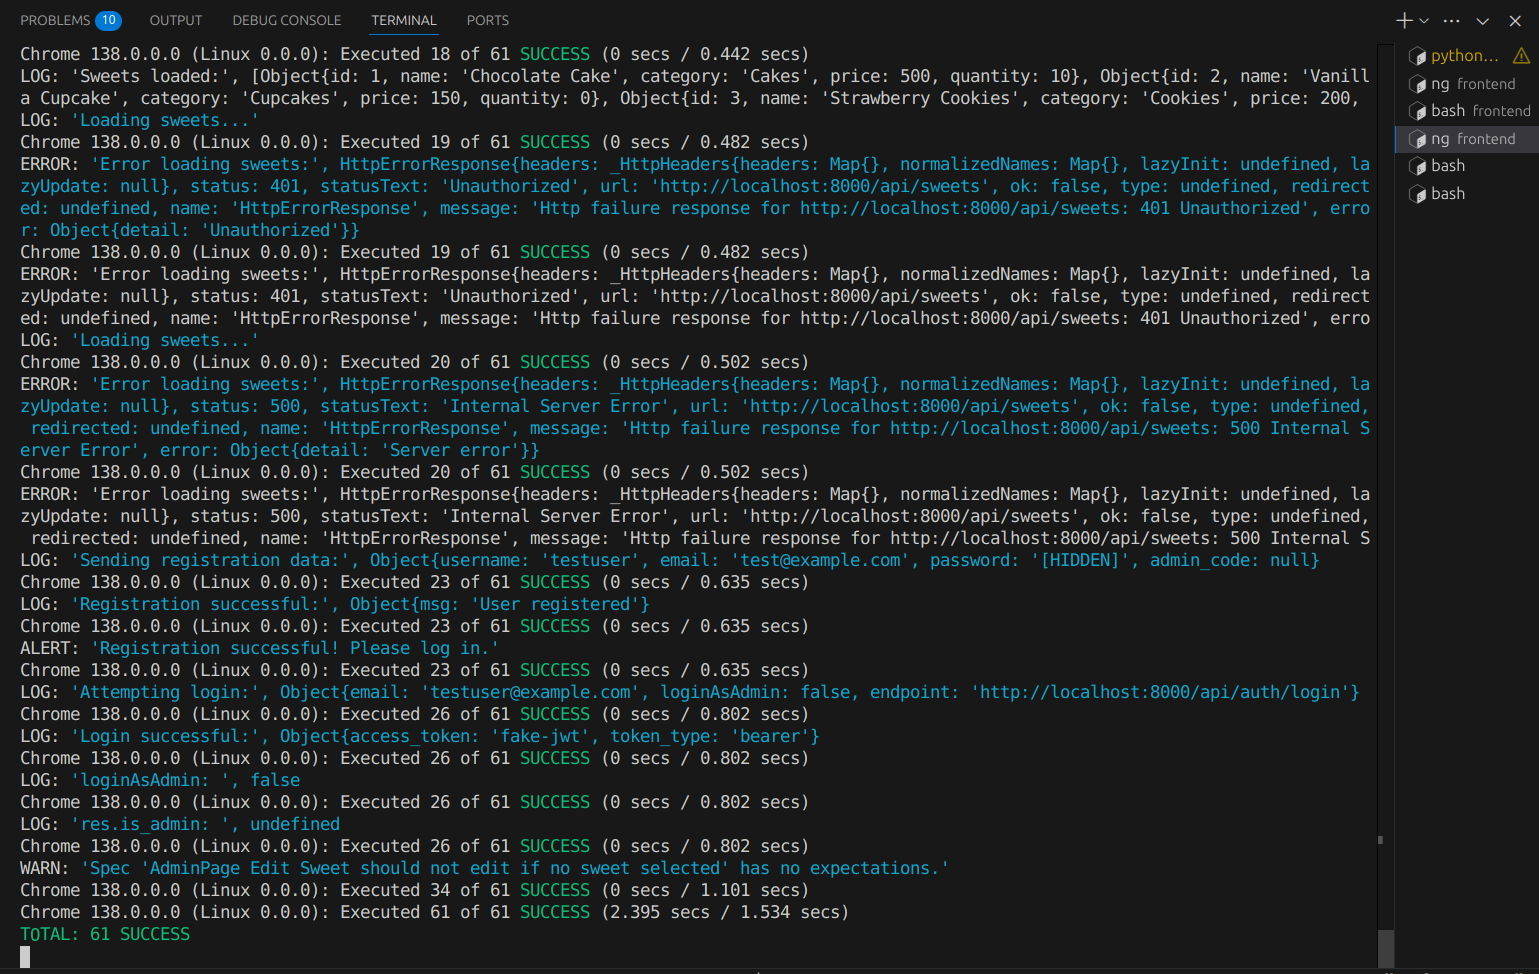 PROBLEMS 10 OUTPUT DEBUG CONSOLE TERMINAL PORTS
Chrome 138.0.0.0 (Linux 0.0.0): Executed 18 of 61 SUCCESS (0 secs / 0.442 secs)
LOG: 'Sweets loaded:', [Object{id: 1, name: 'Chocolate Cake', category: 'Cakes', price: 500, quantity: 10}, Object{id: 2, name: 'Vanill
a Cupcake', category: 'Cupcakes', price: 150, quantity: 0}, Object{id: 3, name: 'Strawberry Cookies', category: 'Cookies', price: 200,
LOG: 'Loading sweets...'
Chrome 138.0.0.0 (Linux 0.0.0): Executed 19 of 61 SUCCESS (0 secs / 0.482 secs)
ERROR: 'Error loading sweets:', HttpErrorResponse{headers: _HttpHeaders{headers: Map{}, normalizedNames: Map{}, lazyInit: undefined, la
zyUpdate: null}, status: 401, statusText: 'Unauthorized', url: 'http://localhost:8000/api/sweets', ok: false, type: undefined, redirect
ed: undefined, name: 'HttpErrorResponse', message: 'Http failure response for http://localhost:8000/api/sweets: 401 Unauthorized', erro
r: Object{detail: 'Unauthorized'}}
Chrome 138.0.0.0 (Linux 0.0.0): Executed 19 of 61 SUCCESS (0 secs / 0.482 secs)
ERROR: 'Error loading sweets:', HttpErrorResponse{headers: _HttpHeaders{headers: Map{}, normalizedNames: Map{}, lazyInit: undefined, la
zyUpdate: null}, status: 401, statusText: 'Unauthorized', url: 'http://localhost:8000/api/sweets', ok: false, type: undefined, redirect
ed: undefined, name: 'HttpErrorResponse', message: 'Http failure response for http://localhost:8000/api/sweets: 401 Unauthorized', erro
LOG: 'Loading sweets...'
Chrome 138.0.0.0 (Linux 0.0.0): Executed 20 of 61 SUCCESS (0 secs / 0.502 secs)
ERROR: 'Error loading sweets:', HttpErrorResponse{headers: _HttpHeaders{headers: Map{}, normalizedNames: Map{}, lazyInit: undefined, la
zyUpdate: null}, status: 500, statusText: 'Internal Server Error', url: 'http://localhost:8000/api/sweets', ok: false, type: undefined,
 redirected: undefined, name: 'HttpErrorResponse', message: 'Http failure response for http://localhost:8000/api/sweets: 500 Internal S
erver Error', error: Object{detail: 'Server error'}}
Chrome 138.0.0.0 (Linux 0.0.0): Executed 20 of 61 SUCCESS (0 secs / 0.502 secs)
ERROR: 'Error loading sweets:', HttpErrorResponse{headers: _HttpHeaders{headers: Map{}, normalizedNames: Map{}, lazyInit: undefined, la
zyUpdate: null}, status: 500, statusText: 'Internal Server Error', url: 'http://localhost:8000/api/sweets', ok: false, type: undefined,
 redirected: undefined, name: 'HttpErrorResponse', message: 'Http failure response for http://localhost:8000/api/sweets: 500 Internal S
LOG: 'Sending registration data:', Object{username: 'testuser', email: 'test@example.com', password: '[HIDDEN]', admin_code: null}
Chrome 138.0.0.0 (Linux 0.0.0): Executed 23 of 61 SUCCESS (0 secs / 0.635 secs)
LOG: 'Registration successful:', Object{msg: 'User registered'}
Chrome 138.0.0.0 (Linux 0.0.0): Executed 23 of 61 SUCCESS (0 secs / 0.635 secs)
ALERT: 'Registration successful! Please log in.'
Chrome 138.0.0.0 (Linux 0.0.0): Executed 23 of 61 SUCCESS (0 secs / 0.635 secs)
LOG: 'Attempting login:', Object{email: 'testuser@example.com', loginAsAdmin: false, endpoint: 'http://localhost:8000/api/auth/login'}
Chrome 138.0.0.0 (Linux 0.0.0): Executed 26 of 61 SUCCESS (0 secs / 0.802 secs)
LOG: 'Login successful:', Object{access_token: 'fake-jwt', token_type: 'bearer'}
Chrome 138.0.0.0 (Linux 0.0.0): Executed 26 of 61 SUCCESS (0 secs / 0.802 secs)
LOG: 'loginAsAdmin: ', false
Chrome 138.0.0.0 (Linux 0.0.0): Executed 26 of 61 SUCCESS (0 secs / 0.802 secs)
LOG: 'res.is_admin: ', undefined
Chrome 138.0.0.0 (Linux 0.0.0): Executed 26 of 61 SUCCESS (0 secs / 0.802 secs)
WARN: 'Spec 'AdminPage Edit Sweet should not edit if no sweet selected' has no expectations.'
Chrome 138.0.0.0 (Linux 0.0.0): Executed 34 of 61 SUCCESS (0 secs / 1.101 secs)
Chrome 138.0.0.0 (Linux 0.0.0): Executed 61 of 61 SUCCESS (2.395 secs / 1.534 secs)
TOTAL: 61 SUCCESS
python...
ng frontend
bash frontend
ng frontend
bash
bash